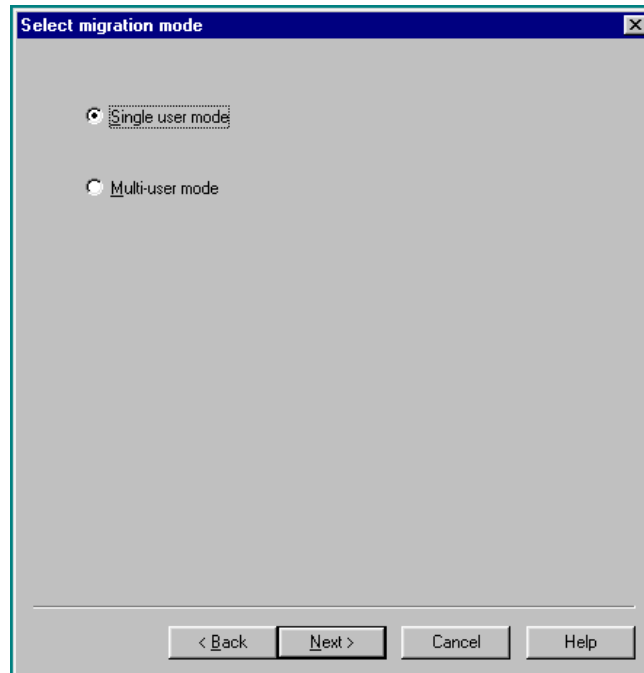 Select migration mode
Single user mode
Multi-user mode
< Back Next > Cancel Help